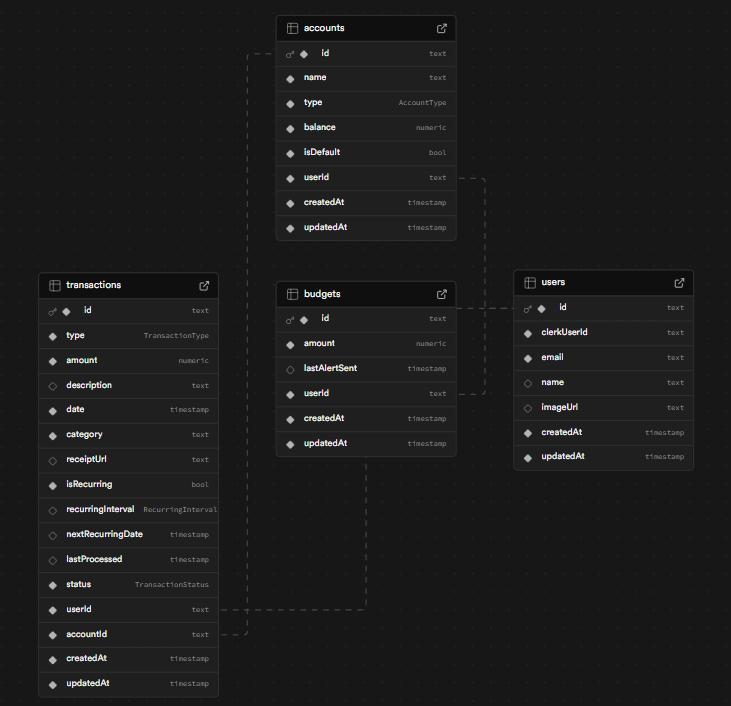 accounts
id text
name text
type AccountType
balance numeric
isDefault bool
userId text
createdAt timestamp
updatedAt timestamp
transactions
id text
type TransactionType
amount numeric
description text
date timestamp
category text
receiptUrl text
isRecurring bool
recurringInterval RecurringInterval
nextRecurringDate timestamp
lastProcessed timestamp
status TransactionStatus
userId text
accountId text
createdAt timestamp
updatedAt timestamp
budgets
id text
amount numeric
lastAlertSent timestamp
userId text
createdAt timestamp
updatedAt timestamp
users
id text
clerkUserId text
email text
name text
imageUrl text
createdAt timestamp
updatedAt timestamp